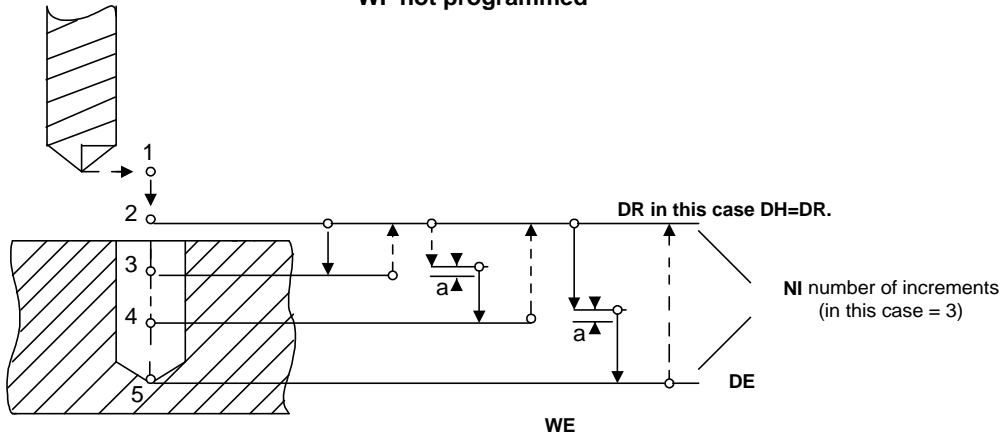 WP not programmed
1
2
DR in this case DH=DR.
3
a
NI number of increments
(in this case = 3)
4
a
5
DE
WE